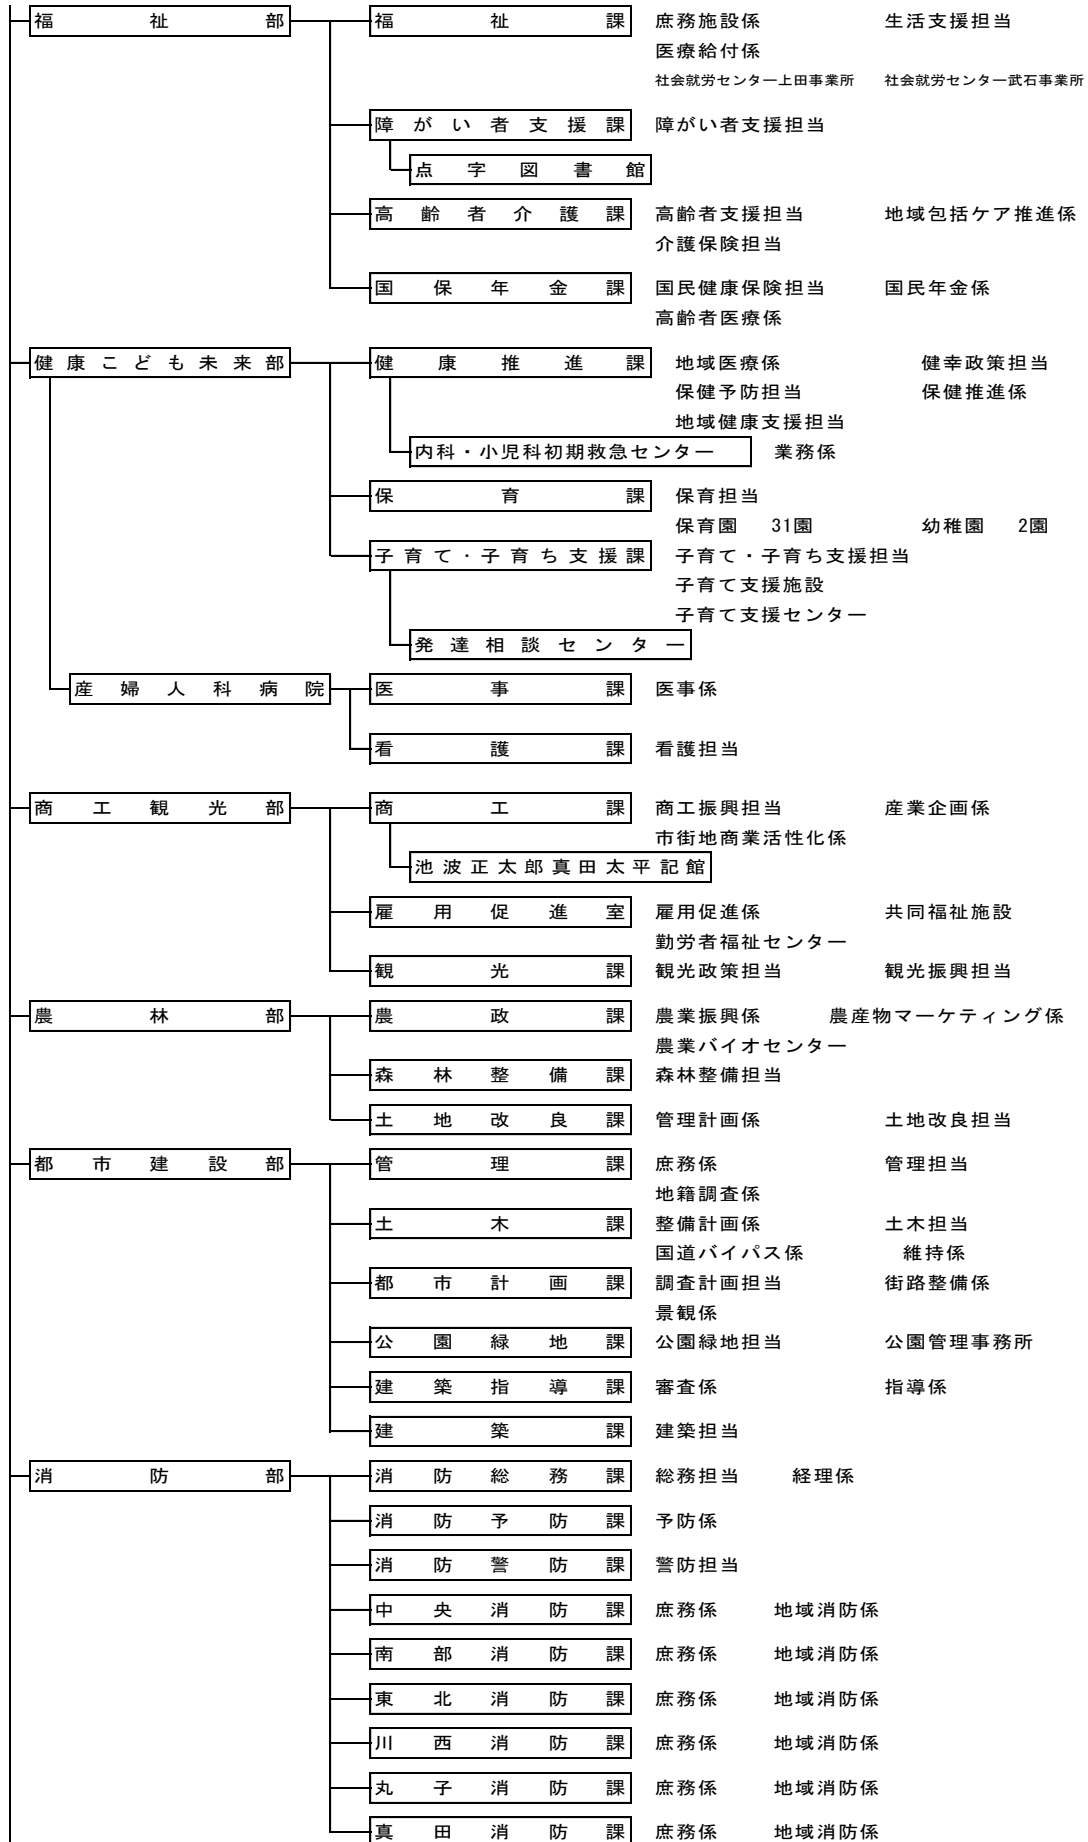 福祉部 福祉課 庶務施設係 生活支援担当
医療給付係
社会就労センター上田事業所 社会就労センター武石事業所
障がい者支援課 障がい者支援担当
点字図書館
高齢者介護課 高齢者支援担当 地域包括ケア推進係
介護保険担当
国保年金課 国民健康保険担当 国民年金係
高齢者医療係
健康こども未来部 健康推進課 地域医療係 健幸政策担当
保健予防担当 保健推進係
地域健康支援担当
内科・小児科初期救急センター 業務係
保育課 保育担当
保育園 31園 幼稚園 2園
子育て・子育ち支援課 子育て・子育ち支援担当
子育て支援施設
子育て支援センター
発達相談センター
産婦人科病院 医事課 医事係
看護課 看護担当
商工観光部 商工課 商工振興担当 産業企画係
市街地商業活性化係
池波正太郎真田太平記館
雇用促進室 雇用促進係 共同福祉施設
勤労者福祉センター
観光課 観光政策担当 観光振興担当
農林部 農政課 農業振興係 農産物マーケティング係
農業バイオセンター
森林整備課 森林整備担当
土地改良課 管理計画係 土地改良担当
都市建設部 管理課 庶務係 管理担当
地籍調査係
土木課 整備計画係 土木担当
国道バイパス係 維持係
都市計画課 調査計画担当 街路整備係
景観係
公園緑地課 公園緑地担当 公園管理事務所
建築指導課 審査係 指導係
建築課 建築担当
消防部 消防総務課 総務担当 経理係
消防予防課 予防係
消防警防課 警防担当
中央消防課 庶務係 地域消防係
南部消防課 庶務係 地域消防係
東北消防課 庶務係 地域消防係
川西消防課 庶務係 地域消防係
丸子消防課 庶務係 地域消防係
真田消防課 庶務係 地域消防係